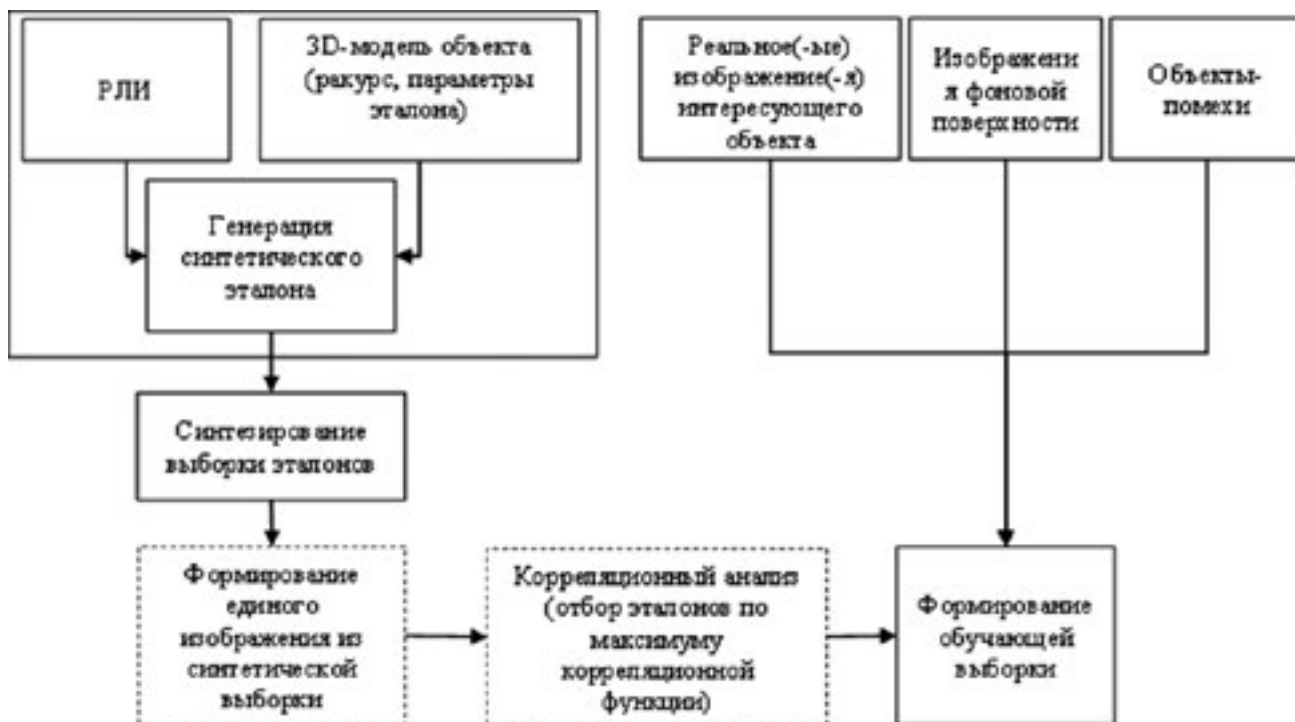 РЛИ
3D-модель объекта
(ракурс, параметры
эталона)
Реальное(-ые)
изображение(-я)
интересующего
объекта
Изображени
я фоновой
поверхности
Объекты-
помехи
Генерация
синтетического
эталона
Синтезирование
выборки эталонов
Формирование
единого
изображения из
синтетической
выборки
Корреляционный анализ
(отбор эталонов по
максимуму
корреляционной
функции)
Формирование
обучающей
выборки